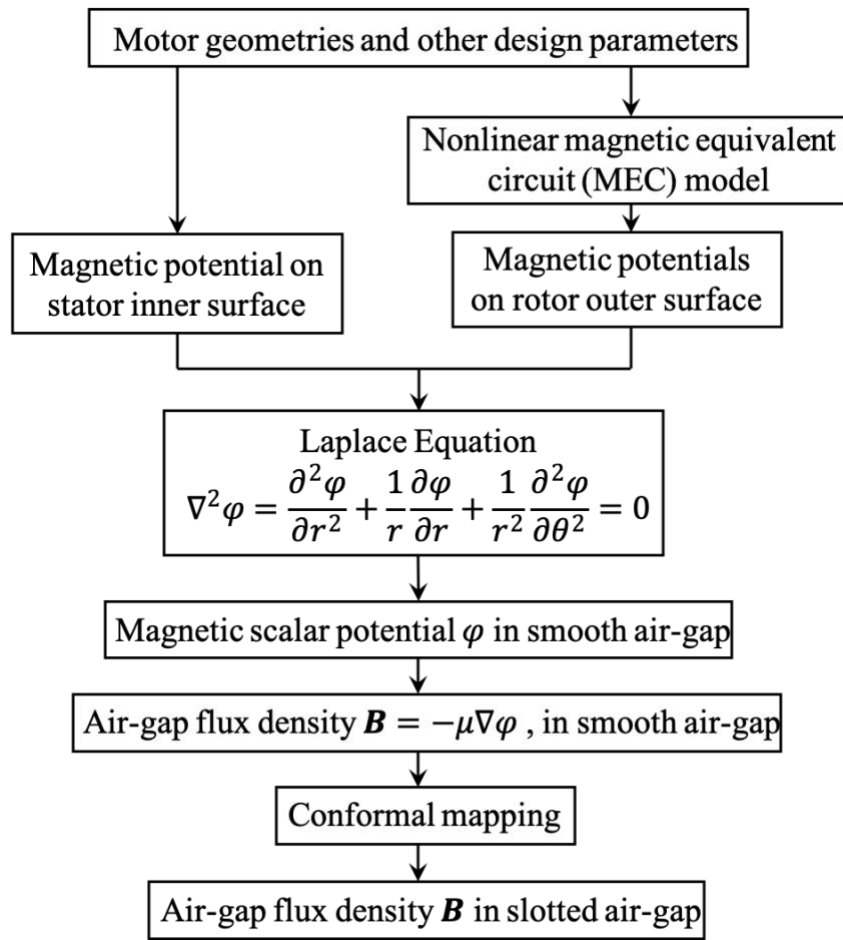 Motor geometries and other design parameters
Nonlinear magnetic equivalent
circuit (MEC) model
Magnetic potential on
stator inner surface
Magnetic potentials
on rotor outer surface
Laplace Equation
∇²φ = ∂²φ/∂r² + 1/r ∂φ/∂r + 1/r² ∂²φ/∂θ² = 0
Magnetic scalar potential φ in smooth air-gap
Air-gap flux density B = −μ∇φ , in smooth air-gap
Conformal mapping
Air-gap flux density B in slotted air-gap